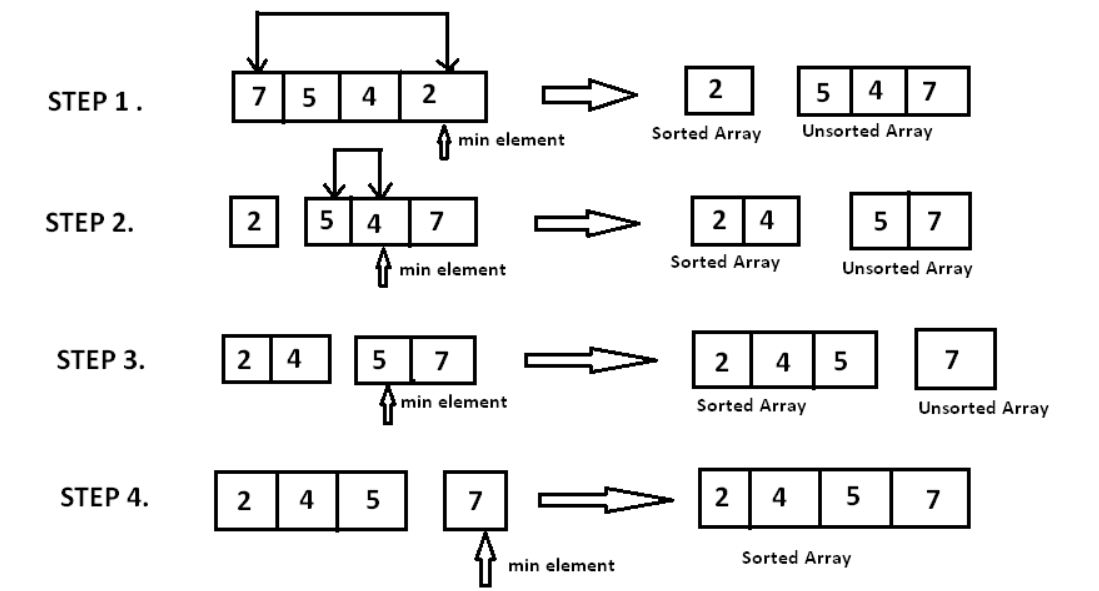 STEP 1 .
7 5 4 2
2
5 4 7
min element
Sorted Array
Unsorted Array
STEP 2.
2
5 4 7
2 4
5 7
min element
Sorted Array
Unsorted Array
STEP 3.
2 4
5 7
2 4 5
7
min element
Sorted Array
Unsorted Array
STEP 4.
2 4 5
7
2 4 5 7
min element
Sorted Array